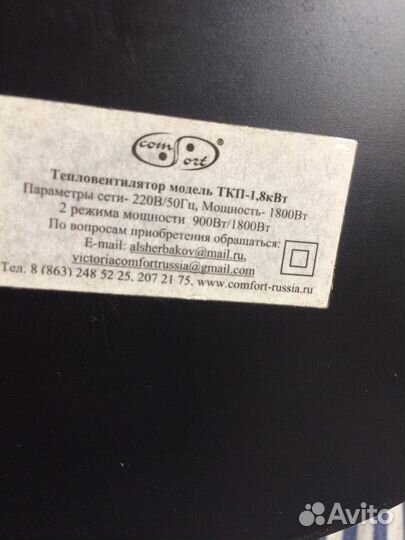 com
Sort
®
Тепловентилятор модель ТКП-1,8кВт
Параметры сети- 220В/50Гц, Мощность- 1800Вт
2 режима мощности 900Вт/1800Вт
По вопросам приобретения обращаться:
E-mail: alsherbakov@mail.ru,
victoriacomfortrussia@gmail.com
Тел. 8 (863) 248 52 25, 207 21 75, www.comfort-russia.ru
Avito